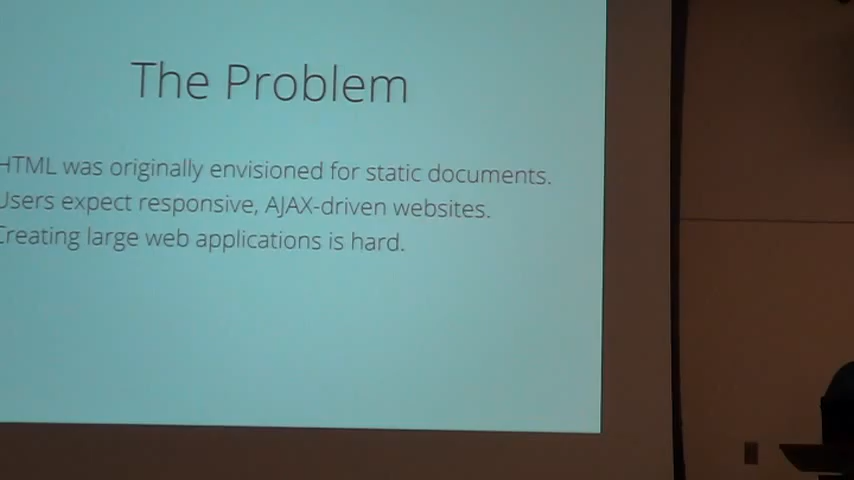 The Problem
HTML was originally envisioned for static documents.
Users expect responsive, AJAX-driven websites.
Creating large web applications is hard.